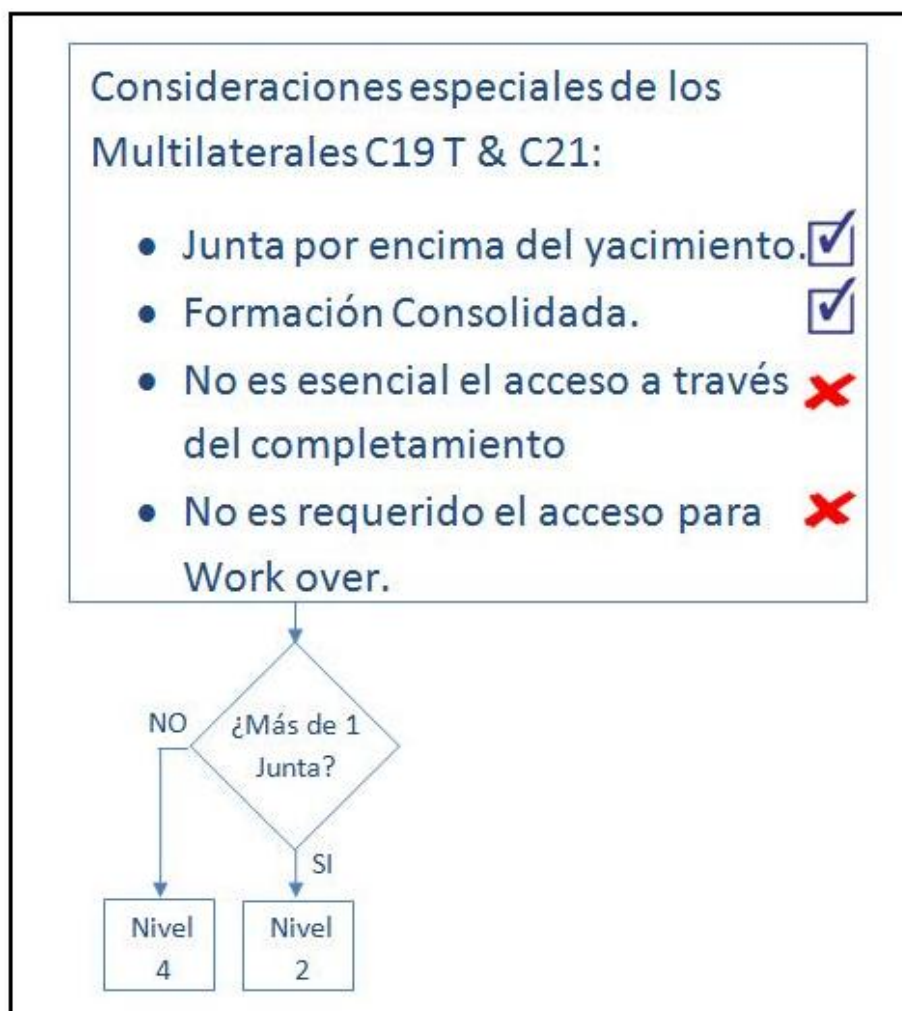 Consideraciones especiales de los
Multilaterales C19 T & C21:
• Junta por encima del yacimiento.
• Formación Consolidada.
• No es esencial el acceso a través
del completamiento
• No es requerido el acceso para
Work over.
¿Más de 1
Junta?
NO
SI
Nivel
4
Nivel
2